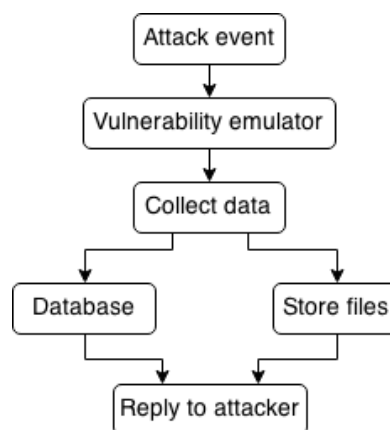 Attack event
Vulnerability emulator
Collect data
Database
Store files
Reply to attacker